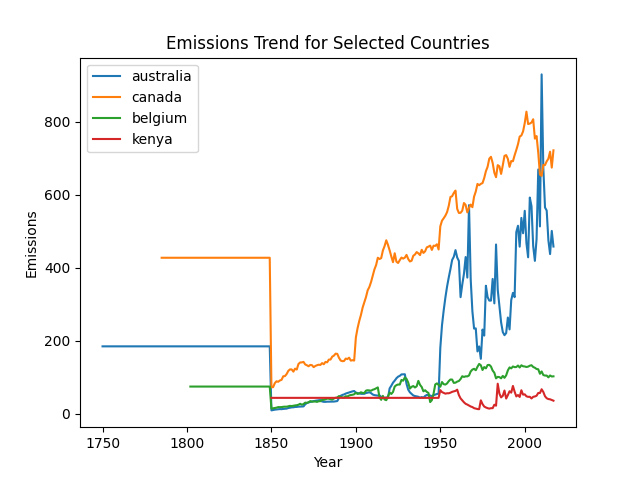 Emissions Trend for Selected Countries
australia
canada
belgium
kenya
Emissions
800
600
400
200
0
1750
1800
1850
1900
1950
2000
Year